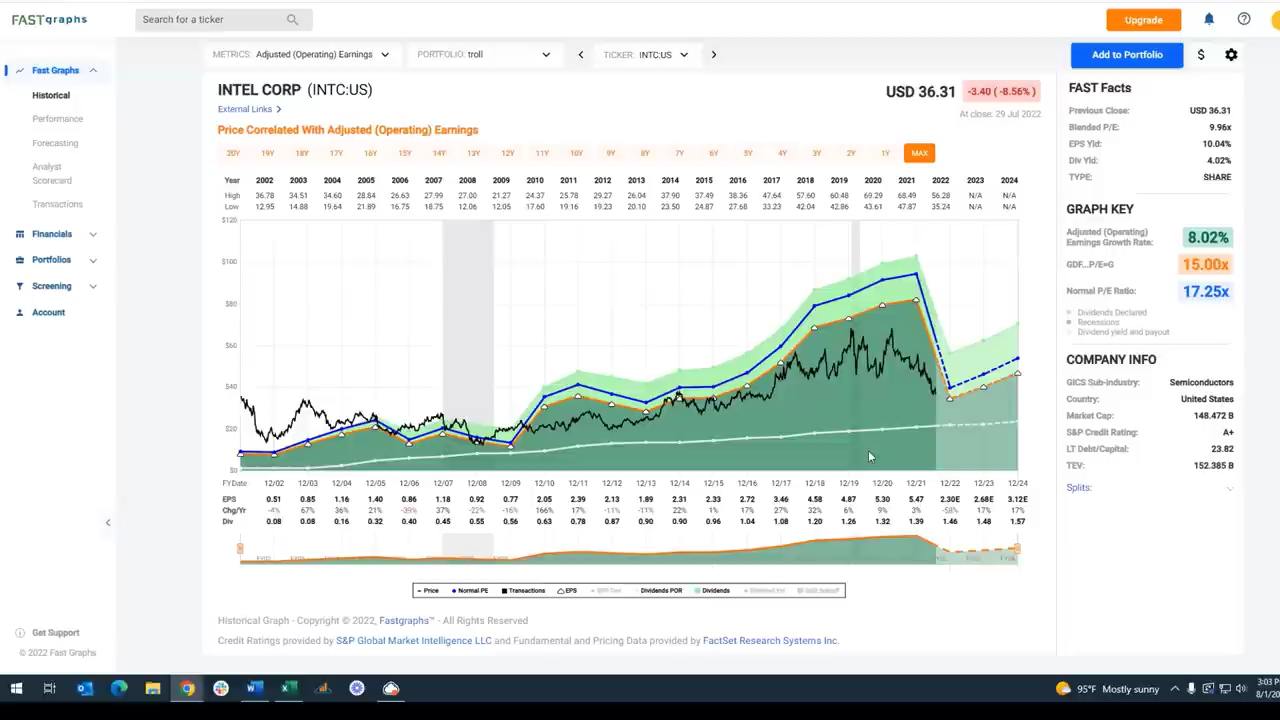 FASTgraphs
Search for a ticker
Upgrade
Fast Graphs
Historical
Performance
Forecasting
Analyst
Scorecard
Transactions
Financials
Portfolios
Screening
Account
METRICS: Adjusted (Operating) Earnings
PORTFOLIO: troll
TICKER: INTC:US
Add to Portfolio
$
INTEL CORP (INTC:US)
External Links
USD 36.31 -3.40 ( -8.56% )
At close: 29 Jul 2022
Price Correlated With Adjusted (Operating) Earnings
20Y 19Y 18Y 17Y 16Y 15Y 14Y 13Y 12Y 11Y 10Y 9Y 8Y 7Y 6Y 5Y 4Y 3Y 2Y 1Y MAX
Year 2002 2003 2004 2005 2006 2007 2008 2009 2010 2011 2012 2013 2014 2015 2016 2017 2018 2019 2020 2021 2022 2023 2024
High 36.78 34.51 34.60 28.84 26.63 27.99 27.00 21.27 24.37 25.78 29.27 26.04 37.90 37.49 38.36 47.64 57.60 60.48 69.29 68.49 56.28 N/A N/A
Low 12.95 14.88 19.64 21.89 16.75 18.75 12.06 12.05 17.60 19.16 19.23 20.10 23.50 24.87 27.68 33.23 42.04 42.86 43.61 47.87 35.24 N/A N/A
$120
$100
$80
$60
$40
$20
$0
FYDate 12/02 12/03 12/04 12/05 12/06 12/07 12/08 12/09 12/10 12/11 12/12 12/13 12/14 12/15 12/16 12/17 12/18 12/19 12/20 12/21 12/22 12/23 12/24
EPS 0.51 0.85 1.16 1.40 0.86 1.18 0.92 0.77 2.05 2.39 2.13 1.89 2.31 2.33 2.72 3.46 4.58 4.87 5.30 5.47 2.30E 2.68E 3.12E
Chg/Yr -4% 67% 36% 21% -39% 37% -22% -16% 166% 17% -11% -11% 22% 1% 17% 27% 32% 6% 9% 3% -58% 17% 17%
Div 0.08 0.08 0.16 0.32 0.40 0.45 0.55 0.56 0.63 0.78 0.87 0.90 0.90 0.96 1.04 1.08 1.20 1.26 1.32 1.39 1.46 1.48 1.57
Price Normal PE Transactions EPS Dividends POR Dividends
Historical Graph - Copyright © 2022, Fastgraphs™ - All Rights Reserved
Credit Ratings provided by S&P Global Market Intelligence LLC and Fundamental and Pricing Data provided by FactSet Research Systems Inc.
FAST Facts
Previous Close: USD 36.31
Blended P/E: 9.96x
EPS Yld: 10.04%
Div Yld: 4.02%
TYPE: SHARE
GRAPH KEY
Adjusted (Operating)
Earnings Growth Rate: 8.02%
GDF...P/E=G 15.00x
Normal P/E Ratio: 17.25x
Dividends Declared
Recessions
Dividend yield and payout
COMPANY INFO
GICS Sub-industry: Semiconductors
Country: United States
Market Cap: 148.472 B
S&P Credit Rating: A+
LT Debt/Capital: 23.82
TEV: 152.385 B
Splits:
Get Support
© 2022 Fast Graphs
95°F Mostly sunny
3:03